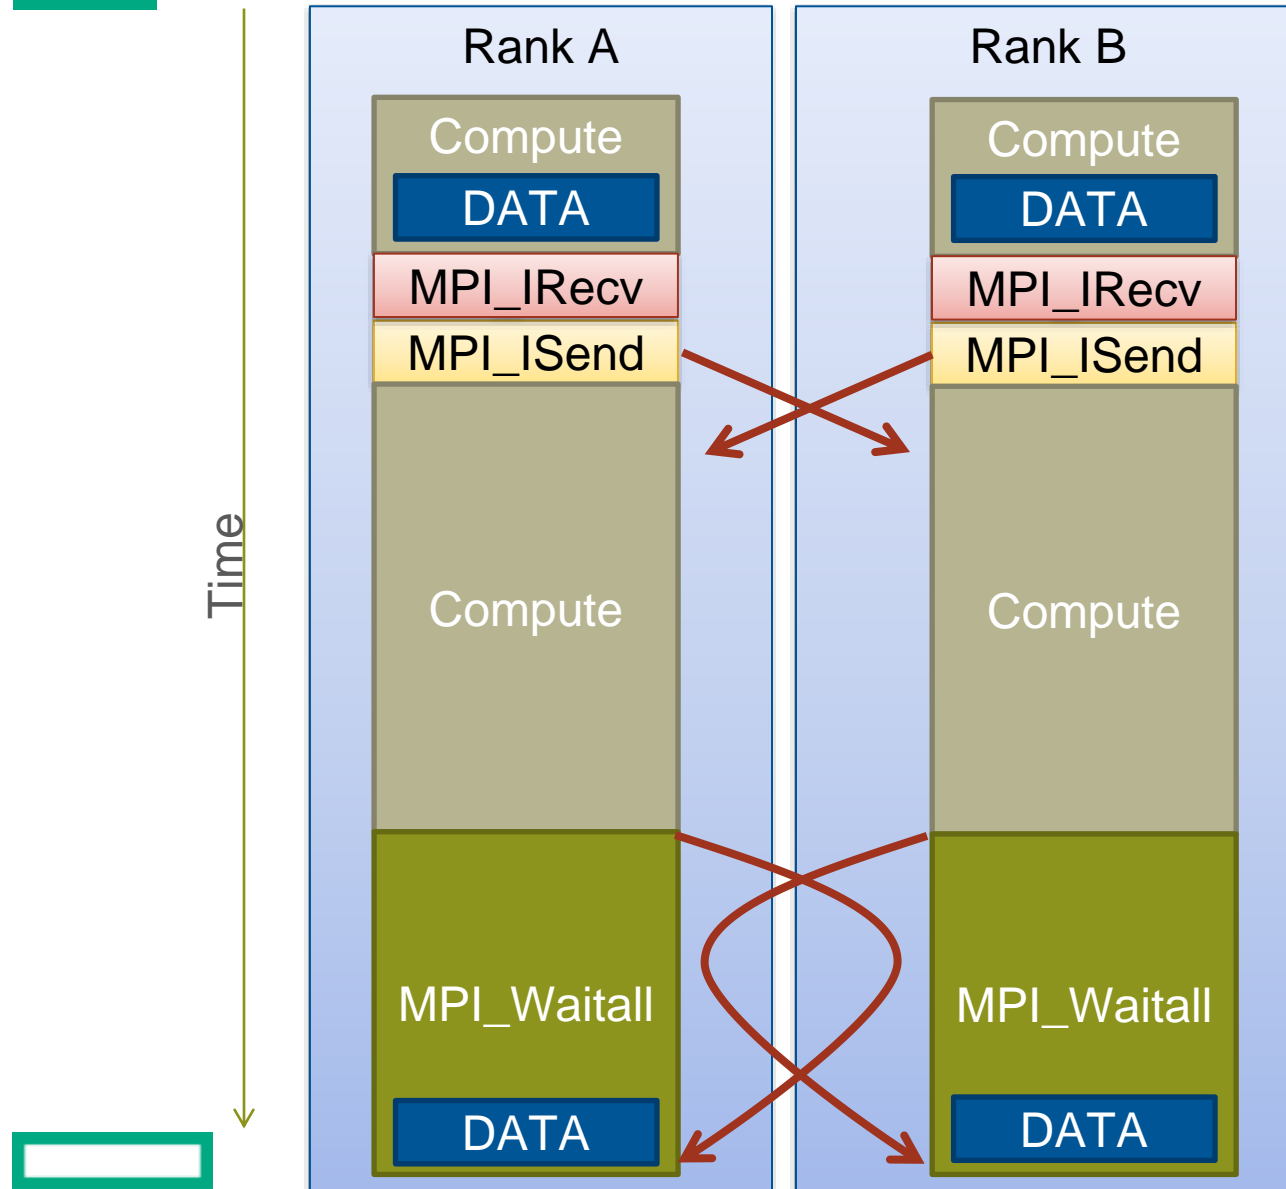 Rank A
Compute
DATA
MPI_IRecv
MPI_ISend
Compute
MPI_Waitall
DATA
Rank B
Compute
DATA
MPI_IRecv
MPI_ISend
Compute
MPI_Waitall
DATA
Time